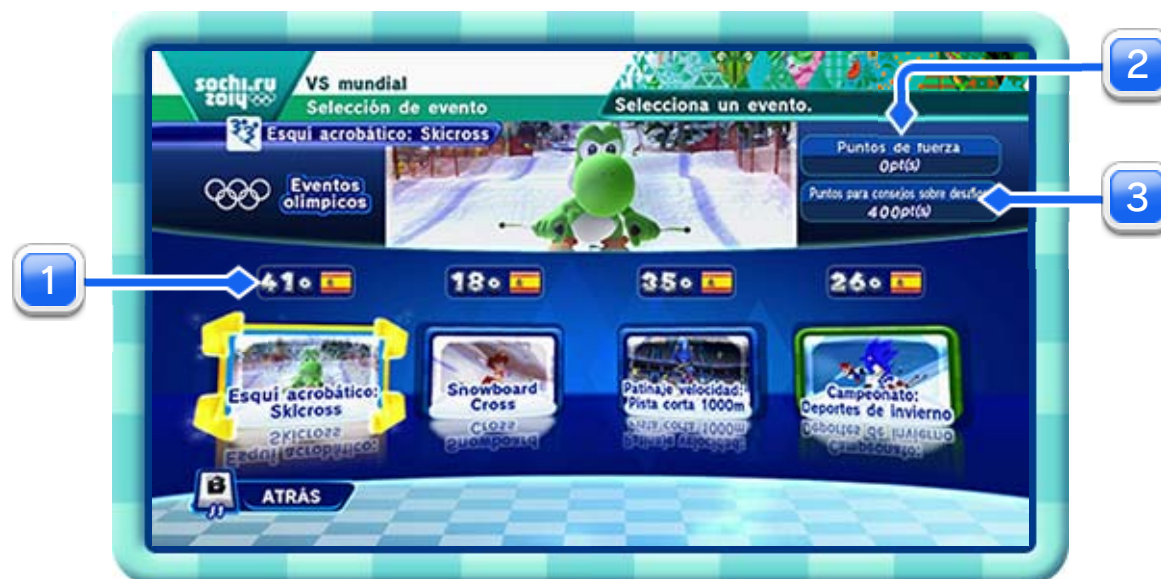 sochi.ru
2014
VS mundial
Selección de evento
Selecciona un evento.
2
Esquí acrobático: Skicross
Puntos de fuerza
0pt(s)
Eventos
olímpicos
Puntos para consejos sobre desafíos
400pt(s)
3
1
41o
18o
35o
26o
Esquí acrobático:
Skicross
Snowboard
Cross
Patinaje velocidad:
Pista corta 1000m
Campeonato:
Deportes de invierno
B
ATRÁS